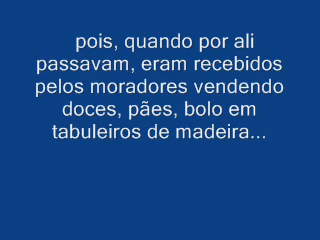 pois, quando por ali
passavam, eram recebidos
pelos moradores vendendo
doces, pães, bolo em
tabuleiros de madeira...